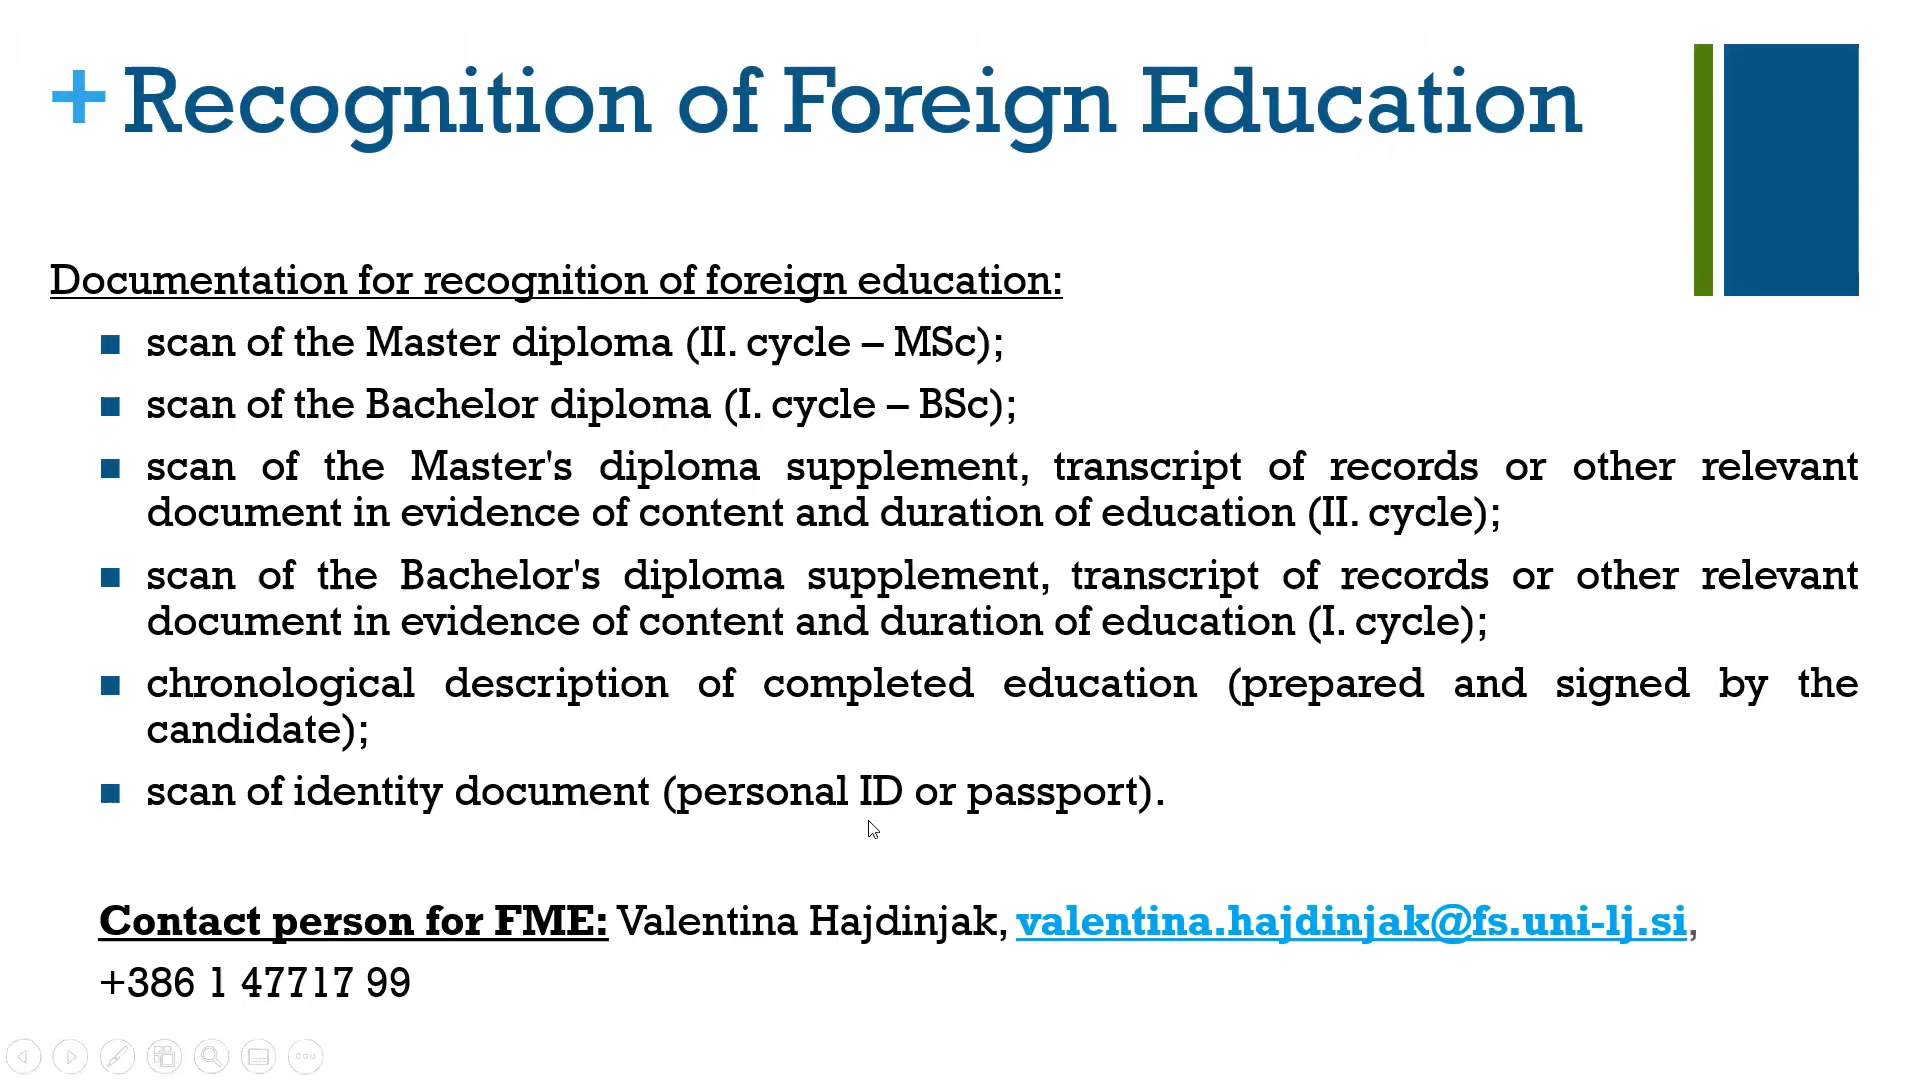 + Recognition of Foreign Education
Documentation for recognition of foreign education:
■ scan of the Master diploma (II. cycle – MSc);
■ scan of the Bachelor diploma (I. cycle – BSc);
■ scan of the Master's diploma supplement, transcript of records or other relevant
document in evidence of content and duration of education (II. cycle);
■ scan of the Bachelor's diploma supplement, transcript of records or other relevant
document in evidence of content and duration of education (I. cycle);
■ chronological description of completed education (prepared and signed by the
candidate);
■ scan of identity document (personal ID or passport).
Contact person for FME: Valentina Hajdinjak, valentina.hajdinjak@fs.uni-lj.si,
+386 1 47717 99